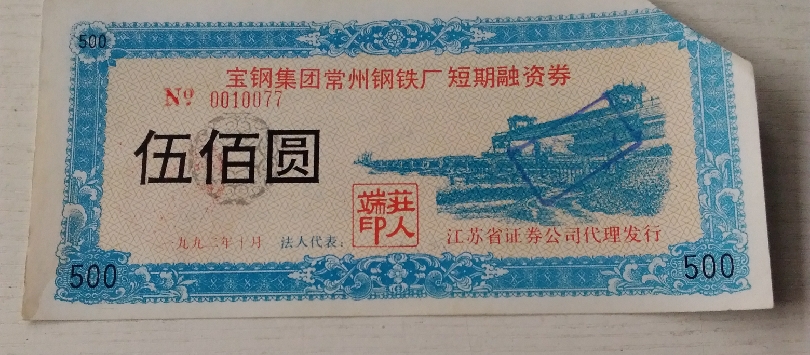 500
宝钢集团常州钢铁厂短期融资券
Nº 0010077
伍佰圆
端莊印人
一九九二年十月 法人代表：
江苏省证券公司代理发行
500
500